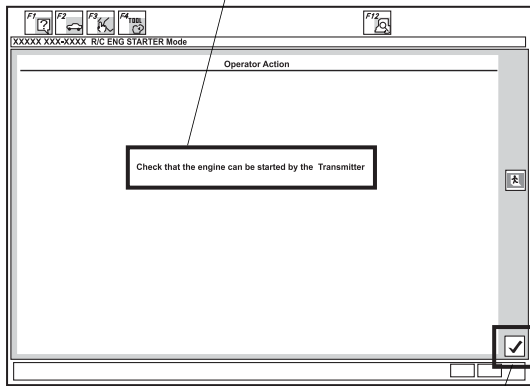 F1 F2 F3 F4 TOOL F12
XXXXX XXX-XXXX R/C ENG STARTER Mode
Operator Action
Check that the engine can be started by the Transmitter